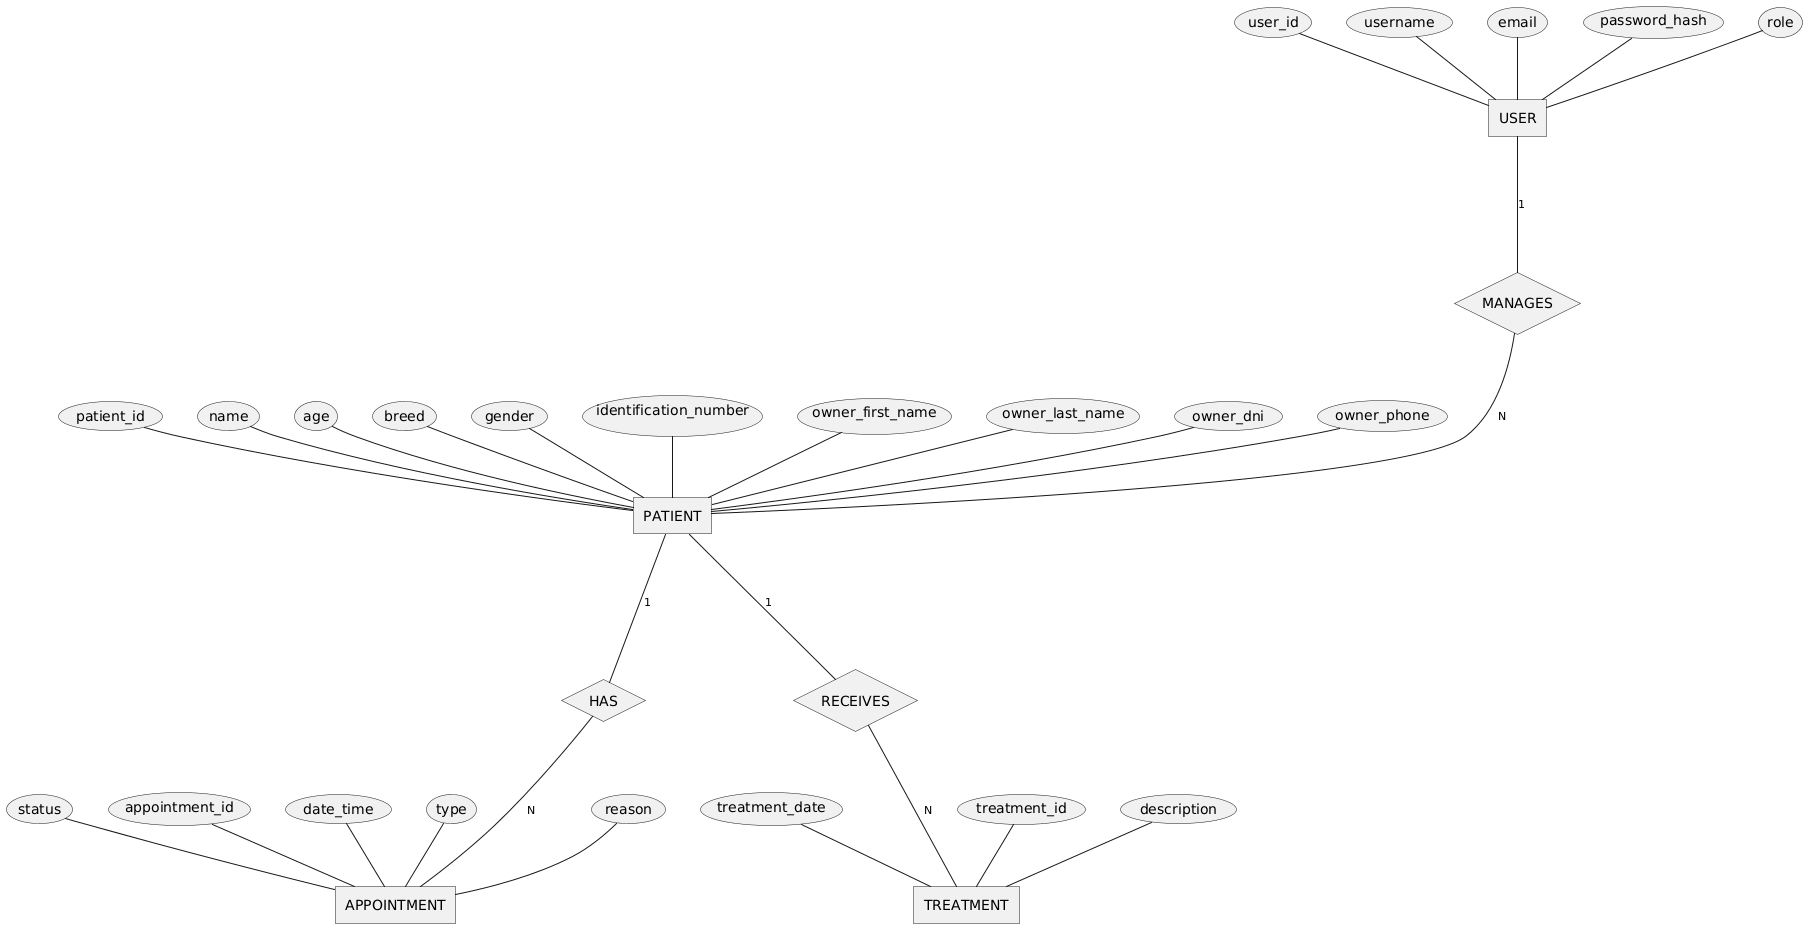 user_id
username
email
password_hash
role
USER
1
MANAGES
patient_id
name
age
breed
gender
identification_number
owner_first_name
owner_last_name
owner_dni
owner_phone
N
PATIENT
1
1
HAS
RECEIVES
status
appointment_id
date_time
type
N
reason
treatment_date
N
treatment_id
description
APPOINTMENT
TREATMENT